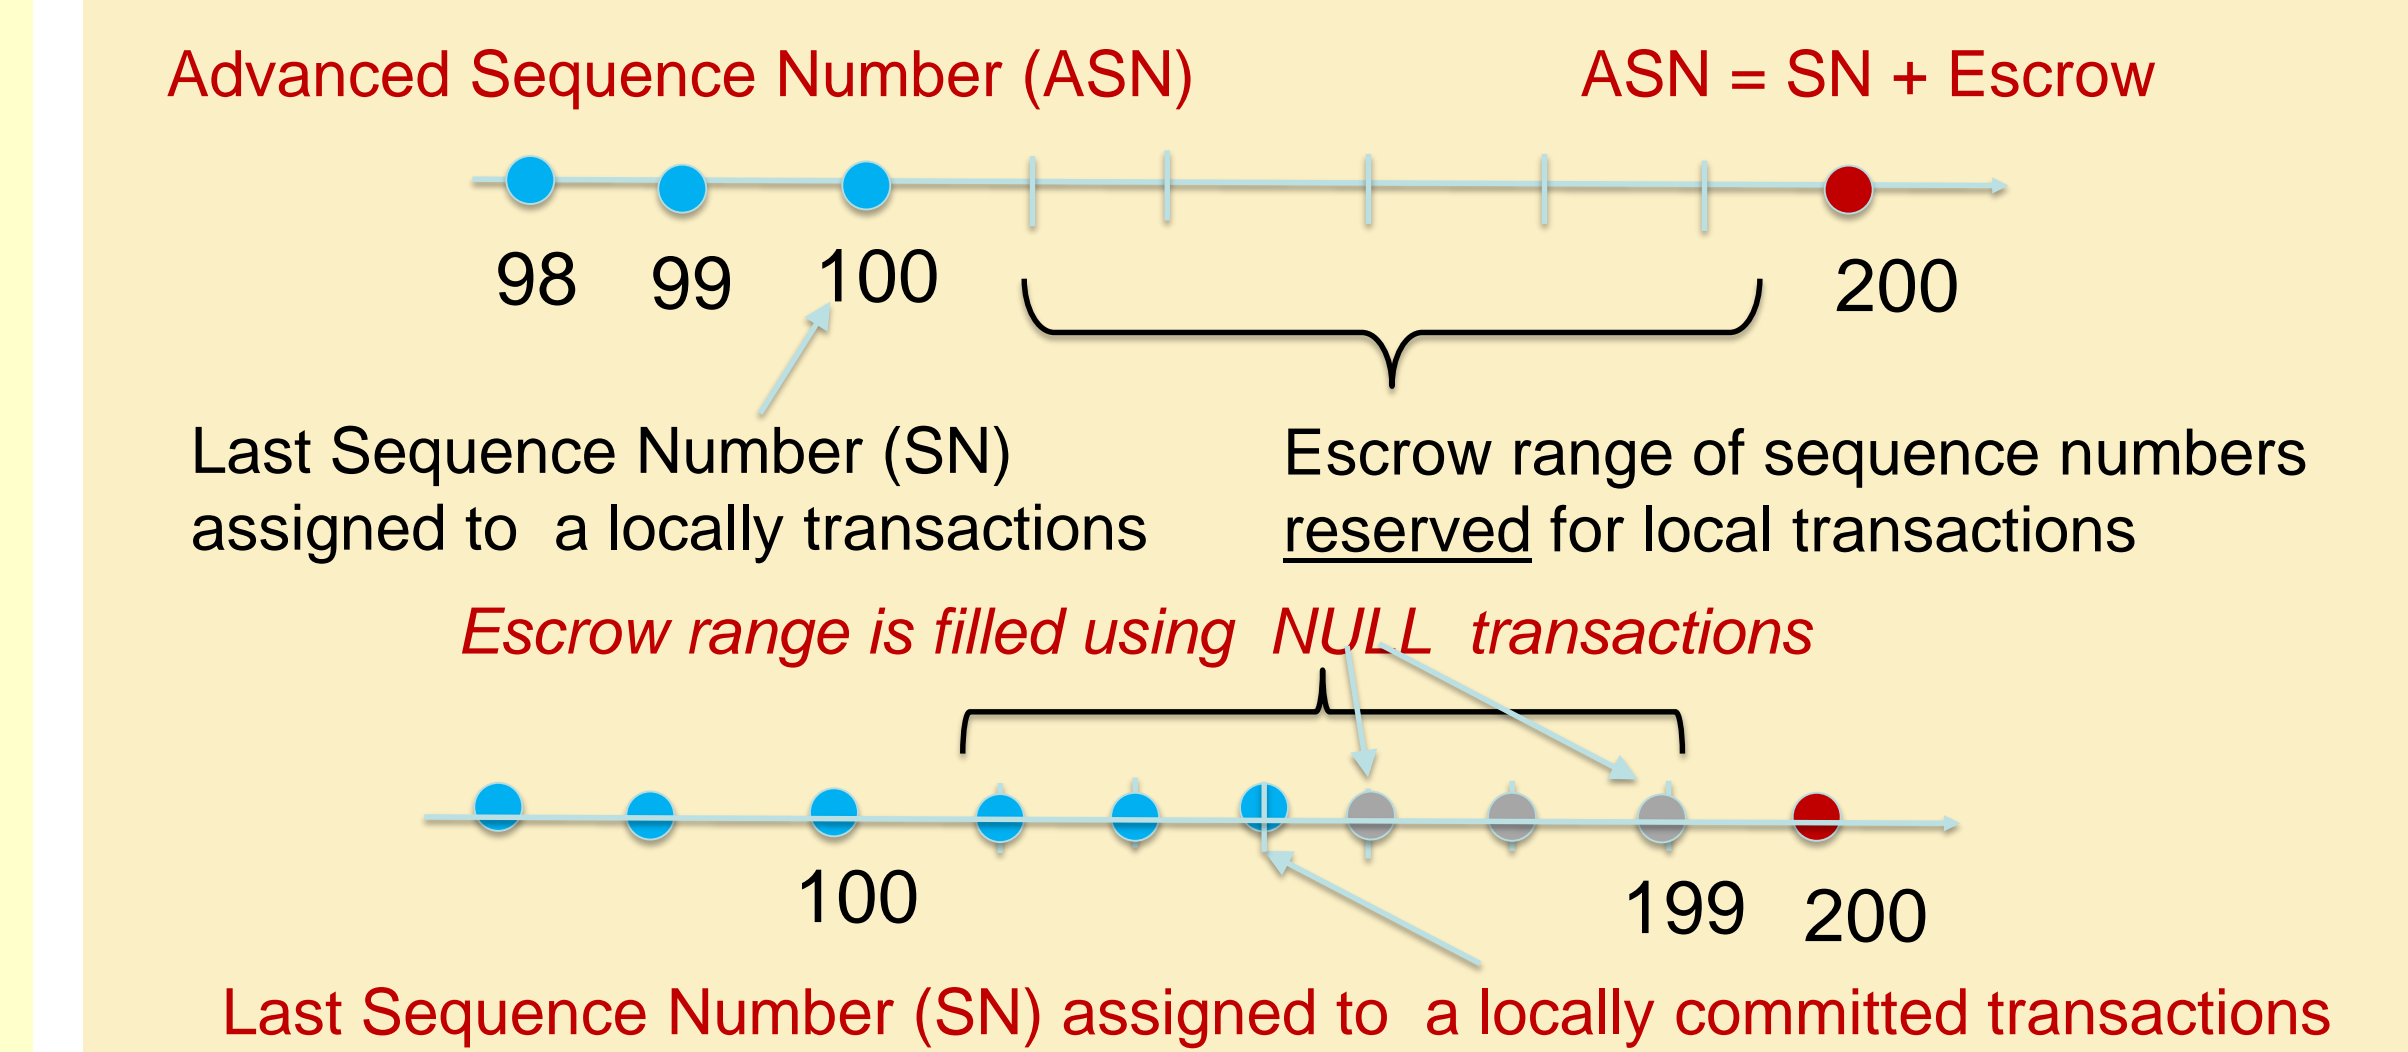 Advanced Sequence Number (ASN) ASN = SN + Escrow
98 99 100 200
Last Sequence Number (SN)
assigned to a locally transactions
Escrow range of sequence numbers
reserved for local transactions
Escrow range is filled using NULL transactions
100 199 200
Last Sequence Number (SN) assigned to a locally committed transactions